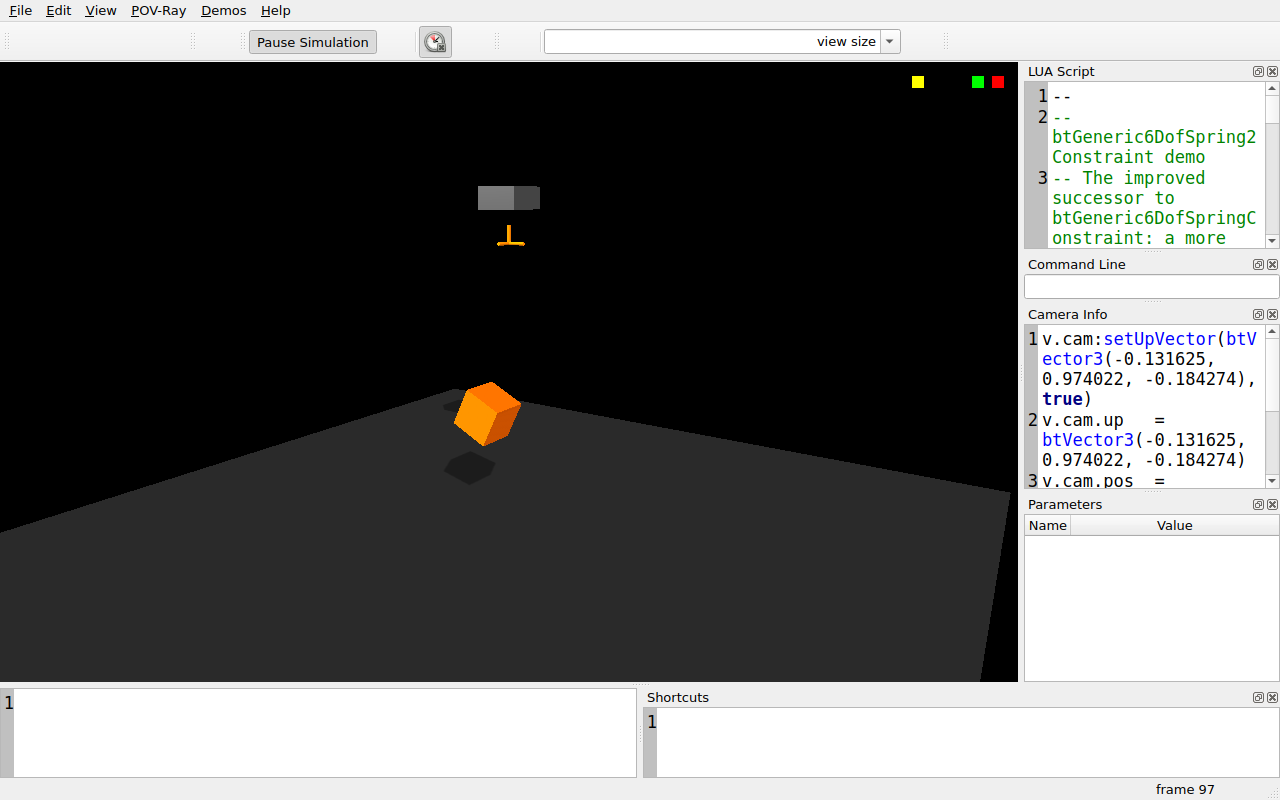 File Edit View POV-Ray Demos Help
Pause Simulation
view size
LUA Script
1 --
2 --
btGeneric6DofSpring2
Constraint demo
3 -- The improved
successor to
btGeneric6DofSpringC
onstraint: a more
Command Line
Camera Info
1 v.cam:setUpVector(btV
ector3(-0.131625,
0.974022, -0.184274),
true)
2 v.cam.up   =
btVector3(-0.131625,
0.974022, -0.184274)
3 v.cam.pos  =
Parameters
Name Value
1
Shortcuts
1
frame 97